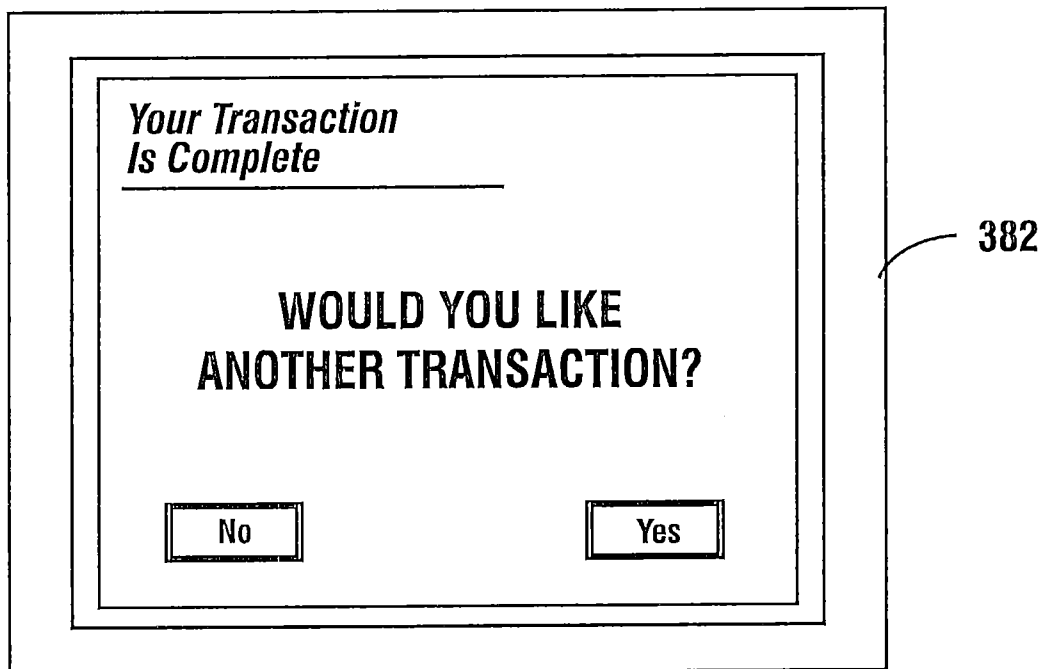 Your Transaction
Is Complete
382
WOULD YOU LIKE
ANOTHER TRANSACTION?
No
Yes